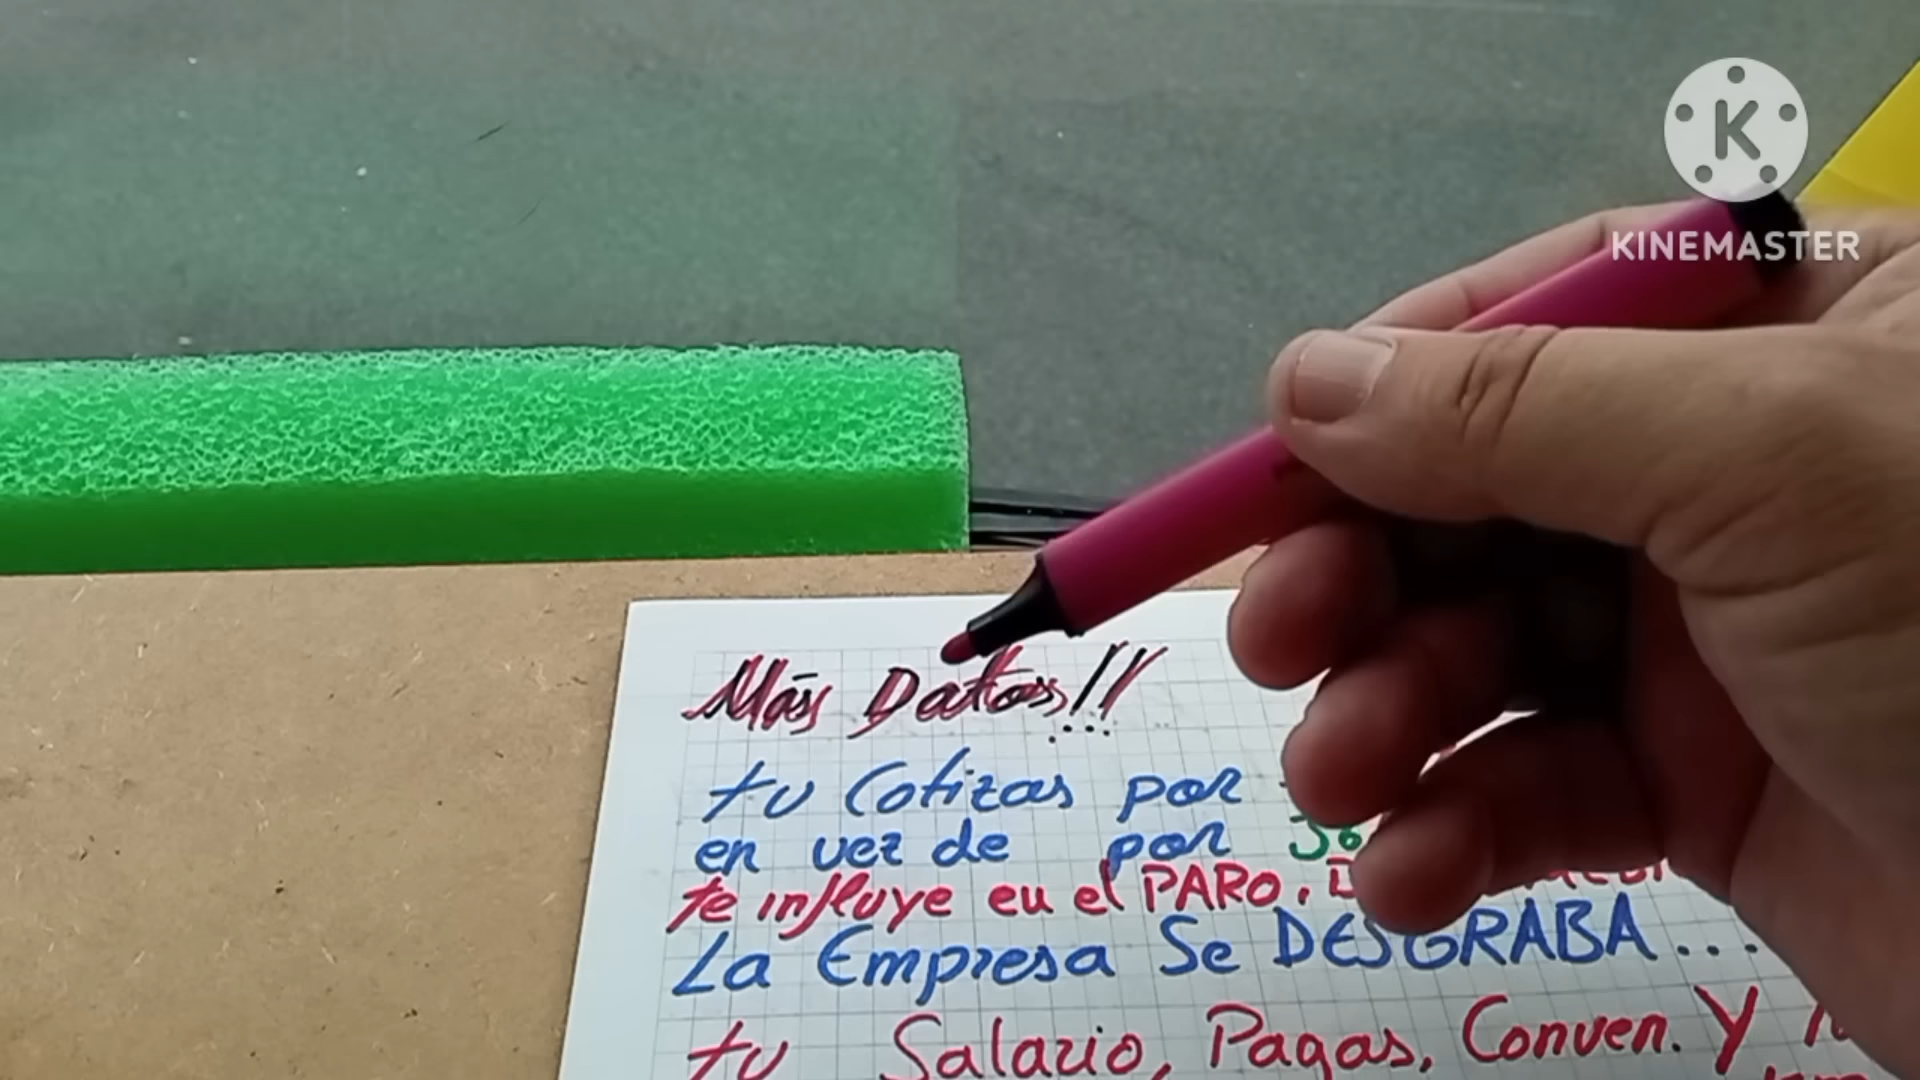 K
KINEMASTER
Más Datos!!
tu Cotizas por
en vez de por
te influye en el PARO.
La Empresa Se DESGRABA...
tu Salario, Pagas, Conven. Y